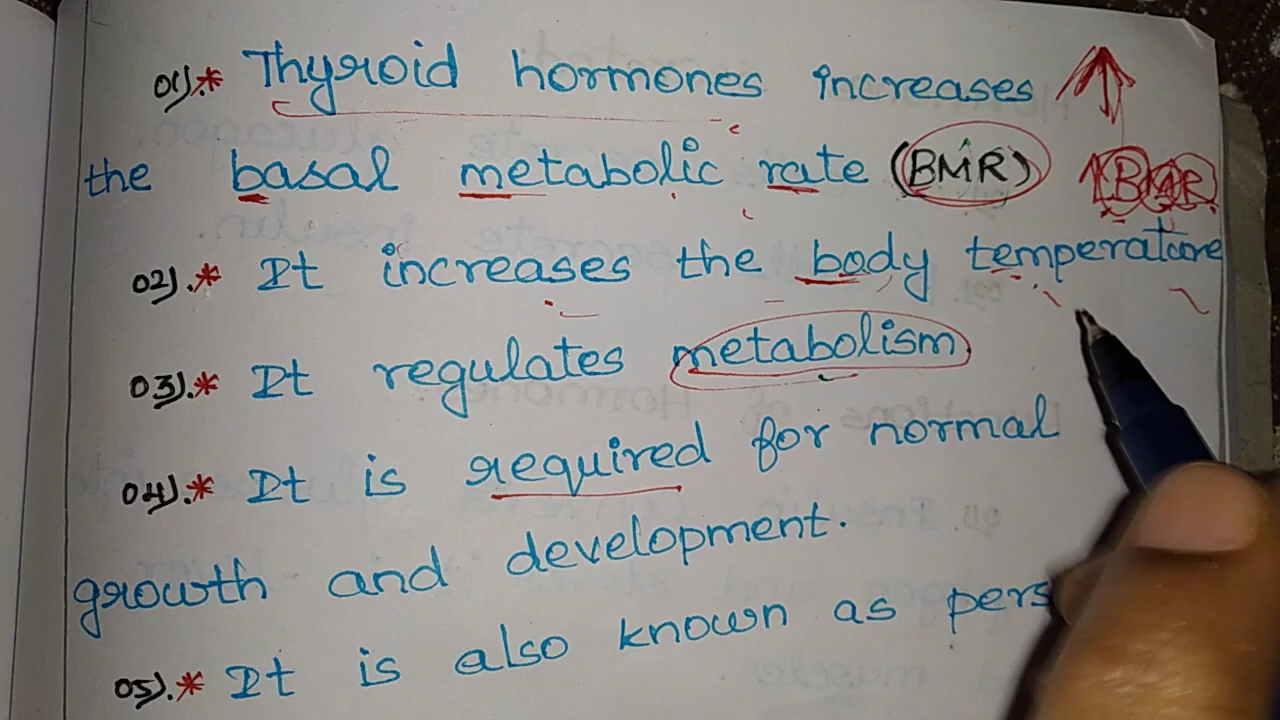 01).* Thyroid hormones increases ↑
the basal metabolic rate (BMR) ↑BMR
02).* It increases the body temperature
03).* It regulates metabolism.
04).* It is required for normal
growth and development.
05).* It is also known as pers